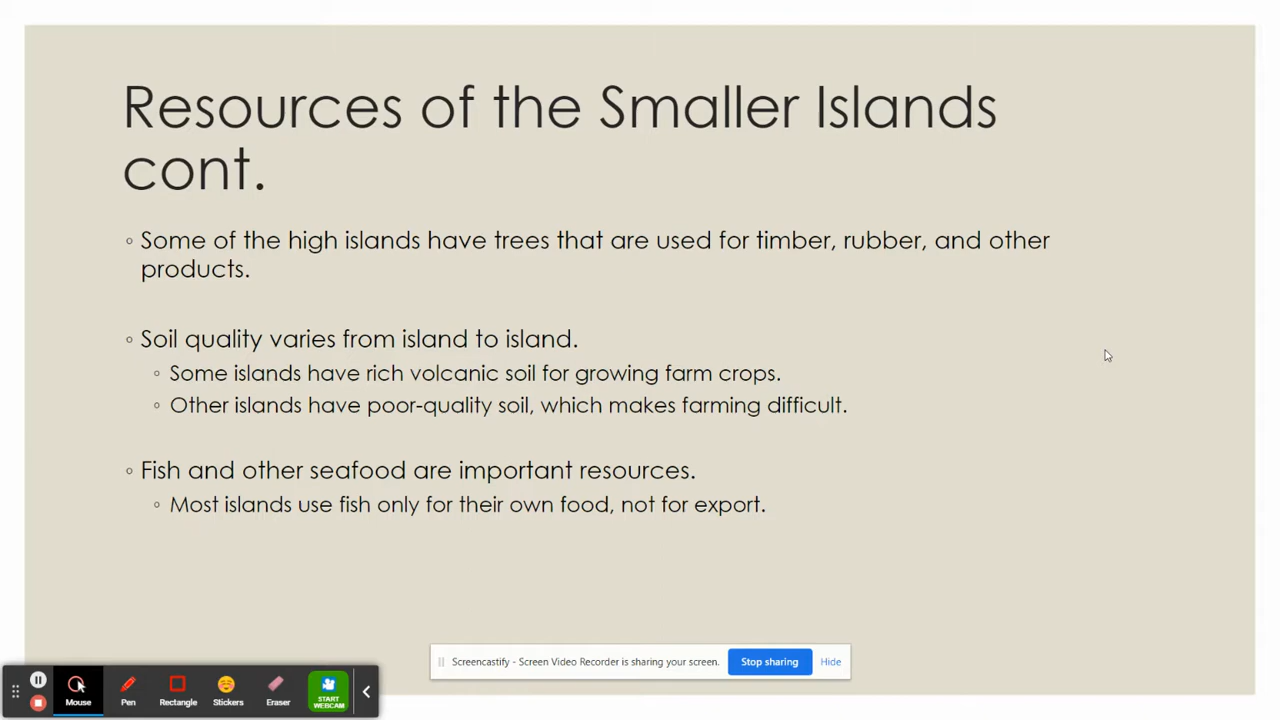 Resources of the Smaller Islands
cont.
◦ Some of the high islands have trees that are used for timber, rubber, and other
products.
◦ Soil quality varies from island to island.
◦ Some islands have rich volcanic soil for growing farm crops.
◦ Other islands have poor-quality soil, which makes farming difficult.
◦ Fish and other seafood are important resources.
◦ Most islands use fish only for their own food, not for export.
Screencastify - Screen Video Recorder is sharing your screen. Stop sharing Hide
Mouse Pen Rectangle Stickers Eraser START
WEBCAM